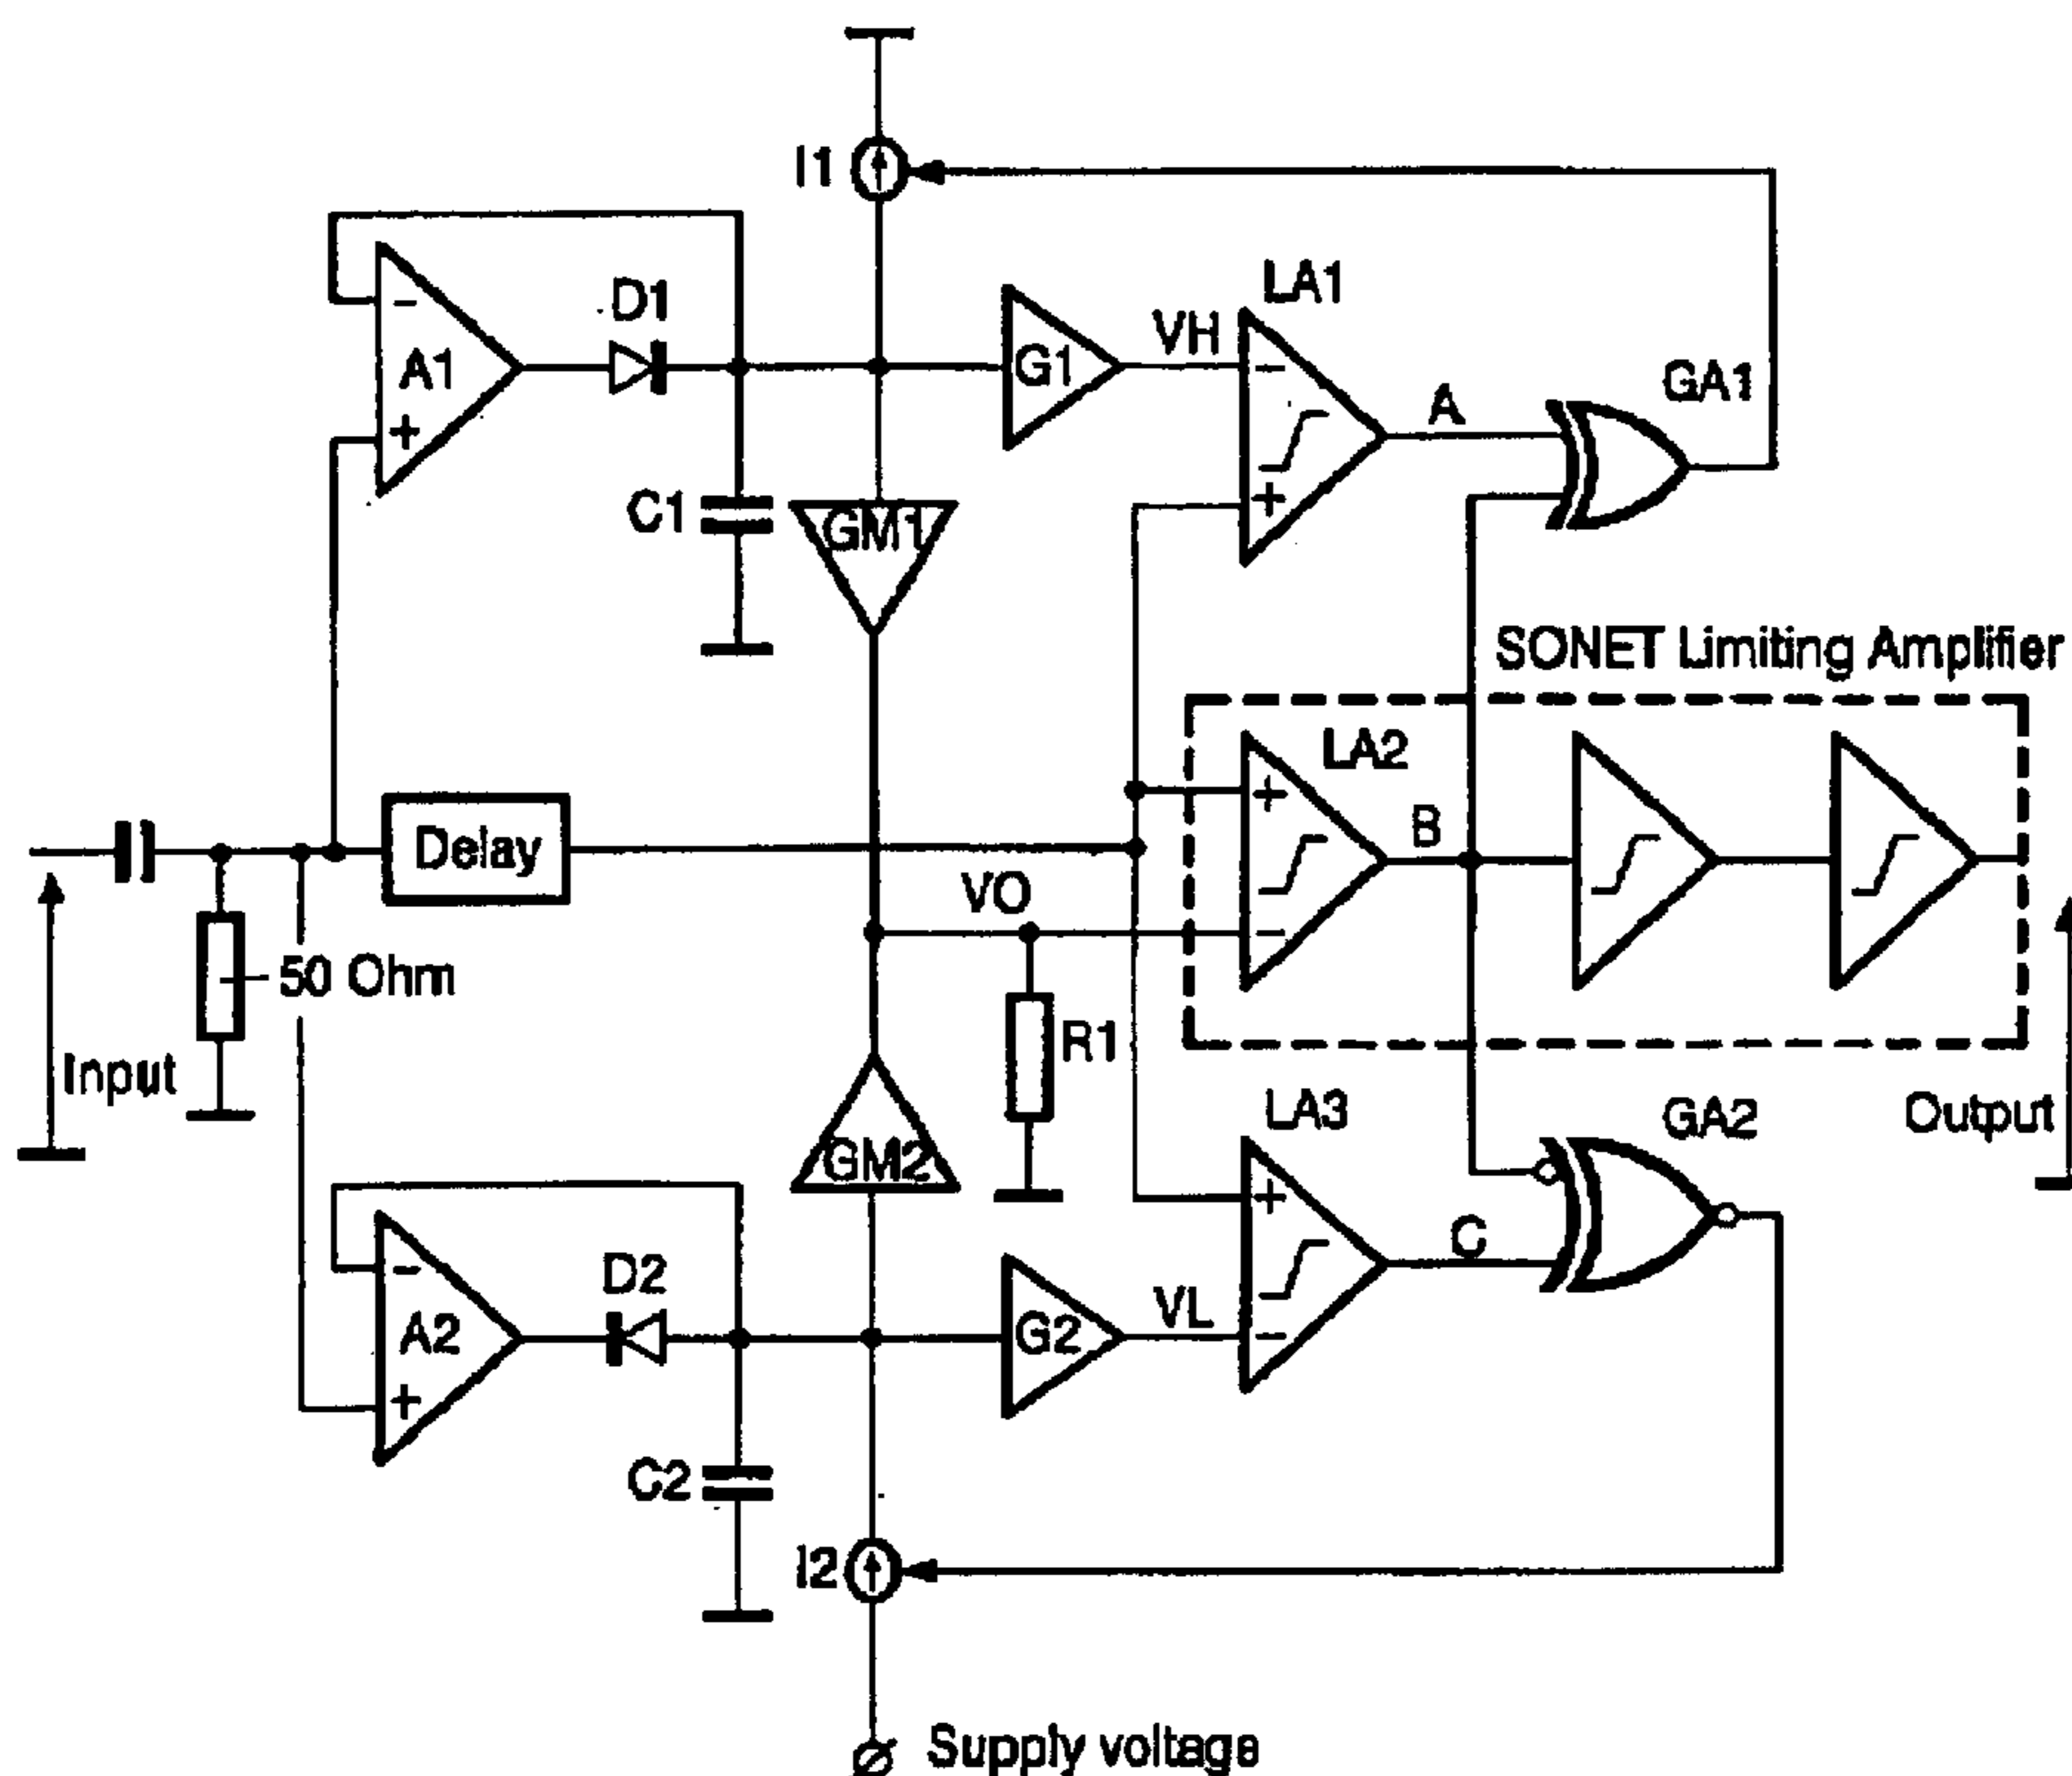 I1
LA1
D1
VH
-
G1
-
GA1
A1
A
+
C1
GM1
+
SONET Limiting Amplifier
LA2
+
B
Delay
VO
-
50 Ohm
R1
Input
LA3
GA2
Output
GM2
+
C
-
D2
VL
A2
G2
-
+
C2
I2
Supply voltage